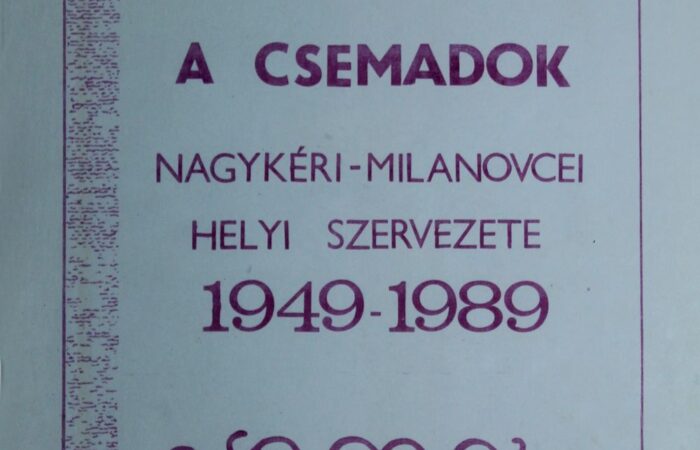 A CSEMADOK
NAGYKÉRI-MILANOVCEI
HELYI SZERVEZETE
1949-1989